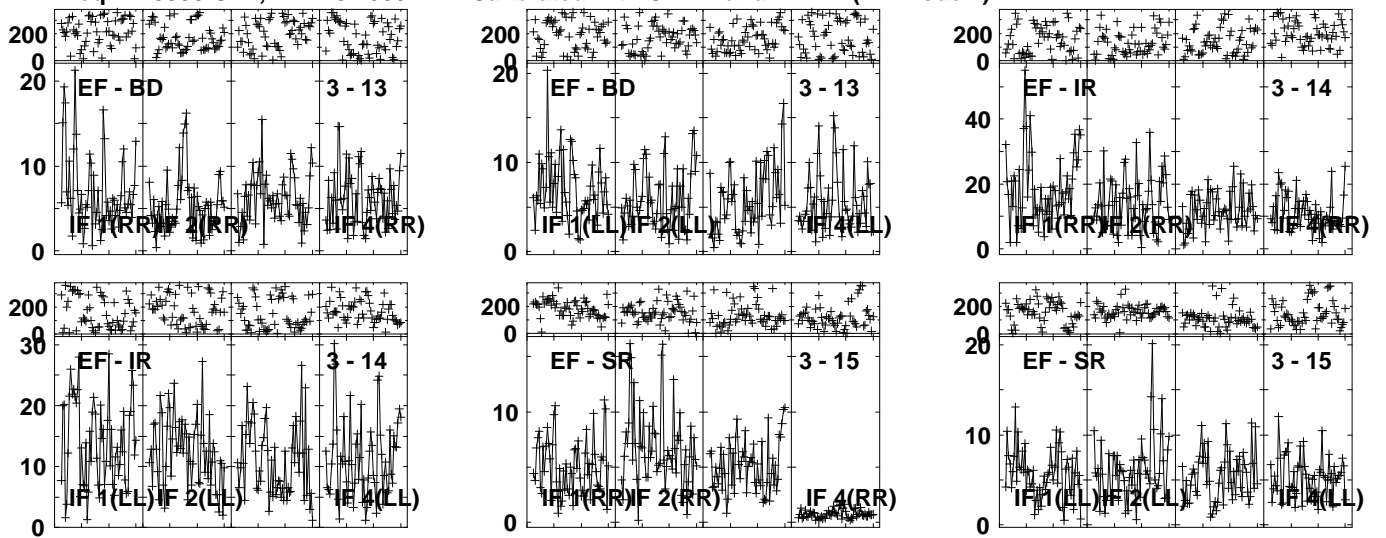 200 200 200
0 0 0
20 EF - BD 3 - 13 20 EF - BD 3 - 13 EF - IR 3 - 14
40
10 10 20
IF 1(RR) IF 2(RR) IF 4(RR) IF 1(LL) IF 2(LL) IF 4(LL) IF 1(RR) IF 2(RR) IF 4(RR)
0 0 0
200 200 200
0 0 0
30 EF - IR 3 - 14 EF - SR 3 - 15 20 EF - SR 3 - 15
20
10 10 10
IF 1(LL) IF 2(LL) IF 4(LL) IF 1(RR) IF 2(RR) IF 4(RR) IF 1(LL) IF 2(LL) IF 4(LL)
0 0 0